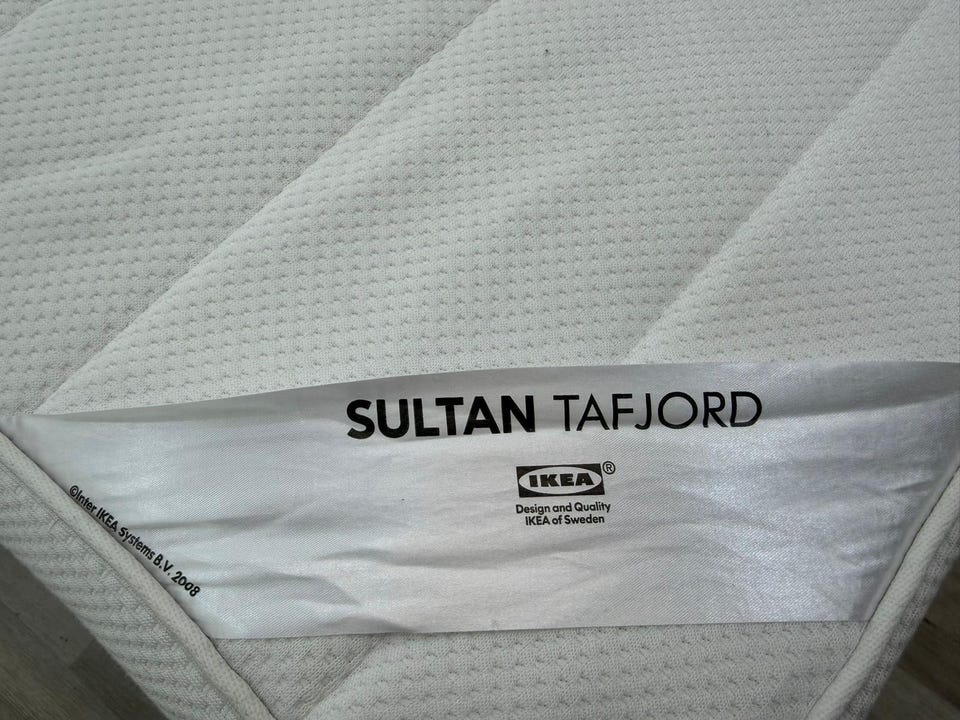 SULTAN TAFJORD
IKEA®
Design and Quality
IKEA of Sweden
©Inter IKEA Systems B.V. 2008